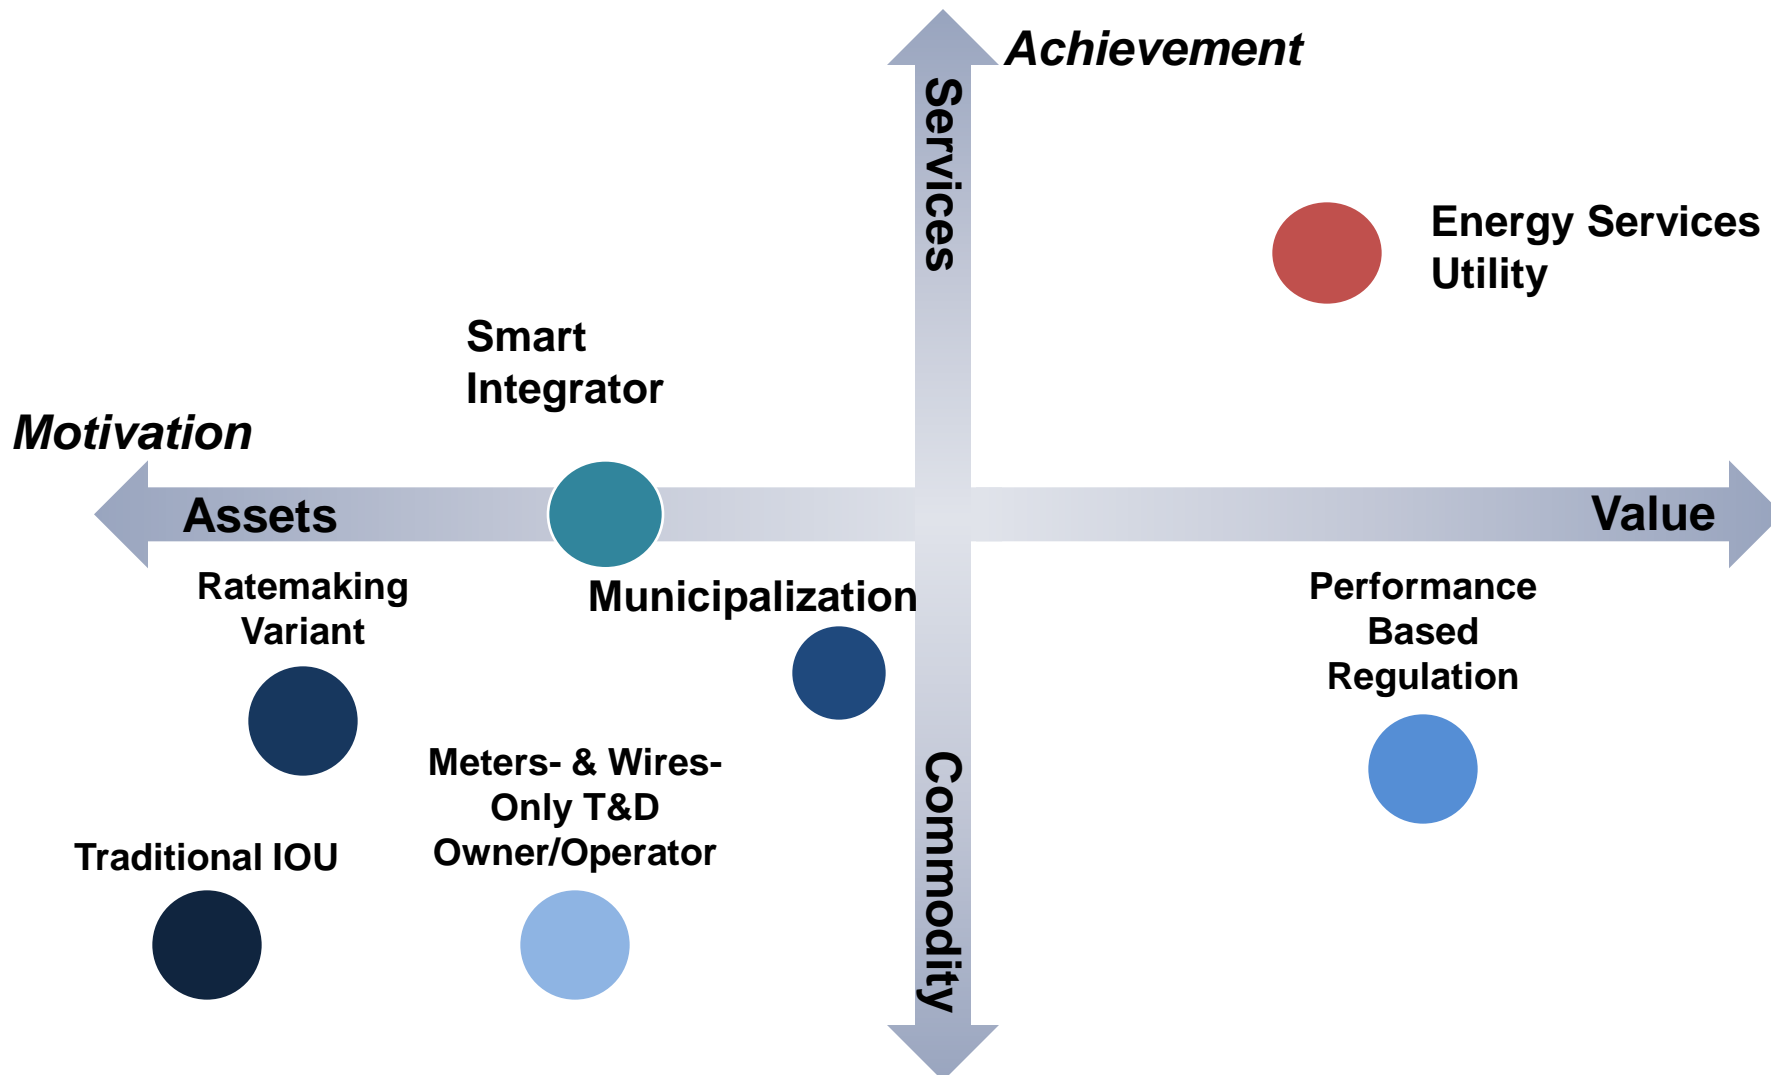 Achievement
Services
Energy Services
Utility
Smart
Integrator
Motivation
Assets
Value
Ratemaking
Variant
Municipalization
Performance
Based
Regulation
Meters- & Wires-
Only T&D
Owner/Operator
Commodity
Traditional IOU